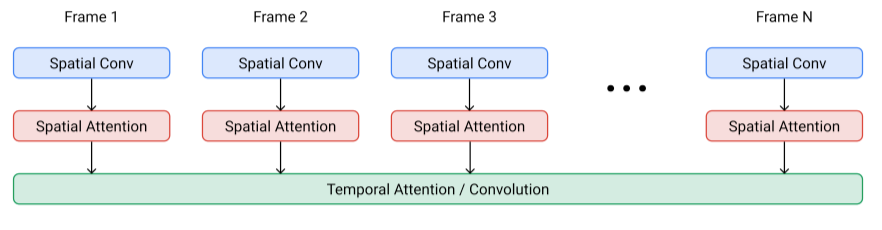 Frame 1 Frame 2 Frame 3 Frame N
Spatial Conv Spatial Conv Spatial Conv Spatial Conv
Spatial Attention Spatial Attention Spatial Attention Spatial Attention
Temporal Attention / Convolution